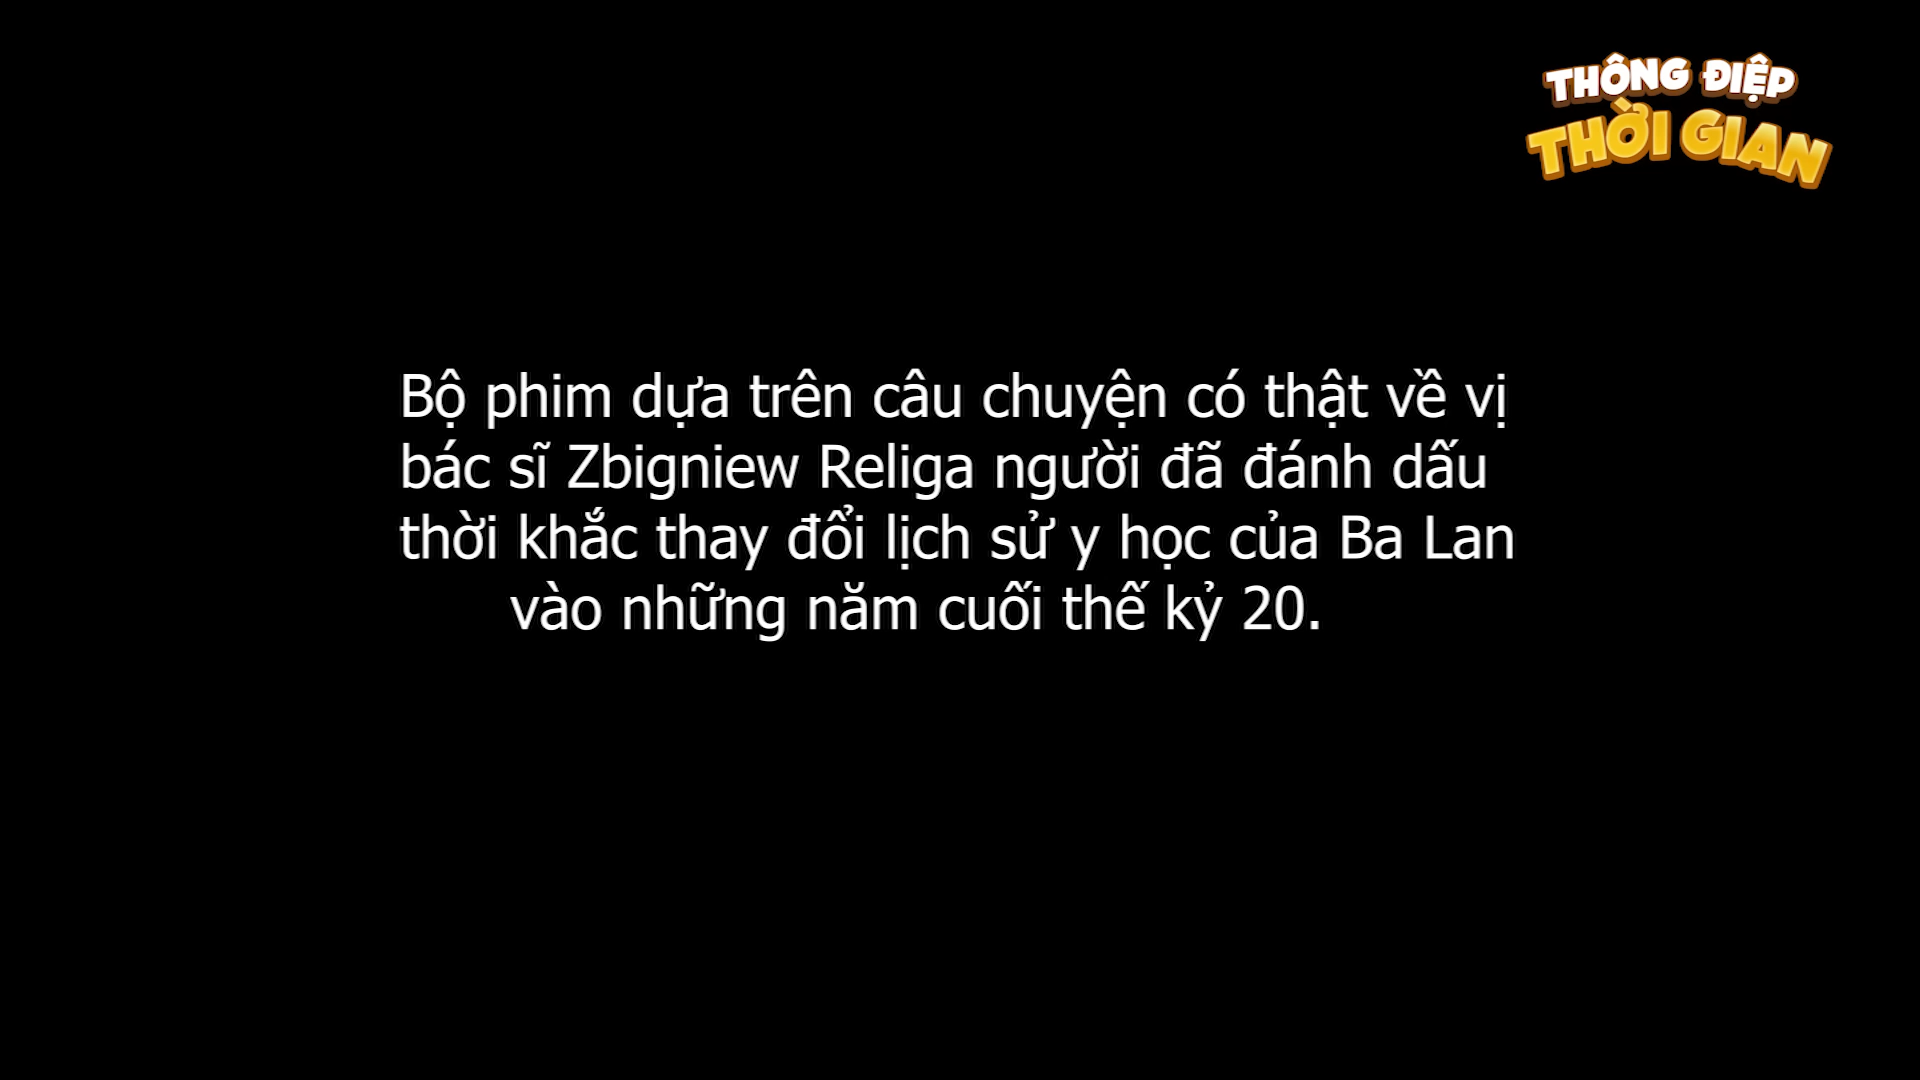 THÔNG ĐIỆP
THỜI GIAN
Bộ phim dựa trên câu chuyện có thật về vị
bác sĩ Zbigniew Religa người đã đánh dấu
thời khắc thay đổi lịch sử y học của Ba Lan
vào những năm cuối thế kỷ 20.